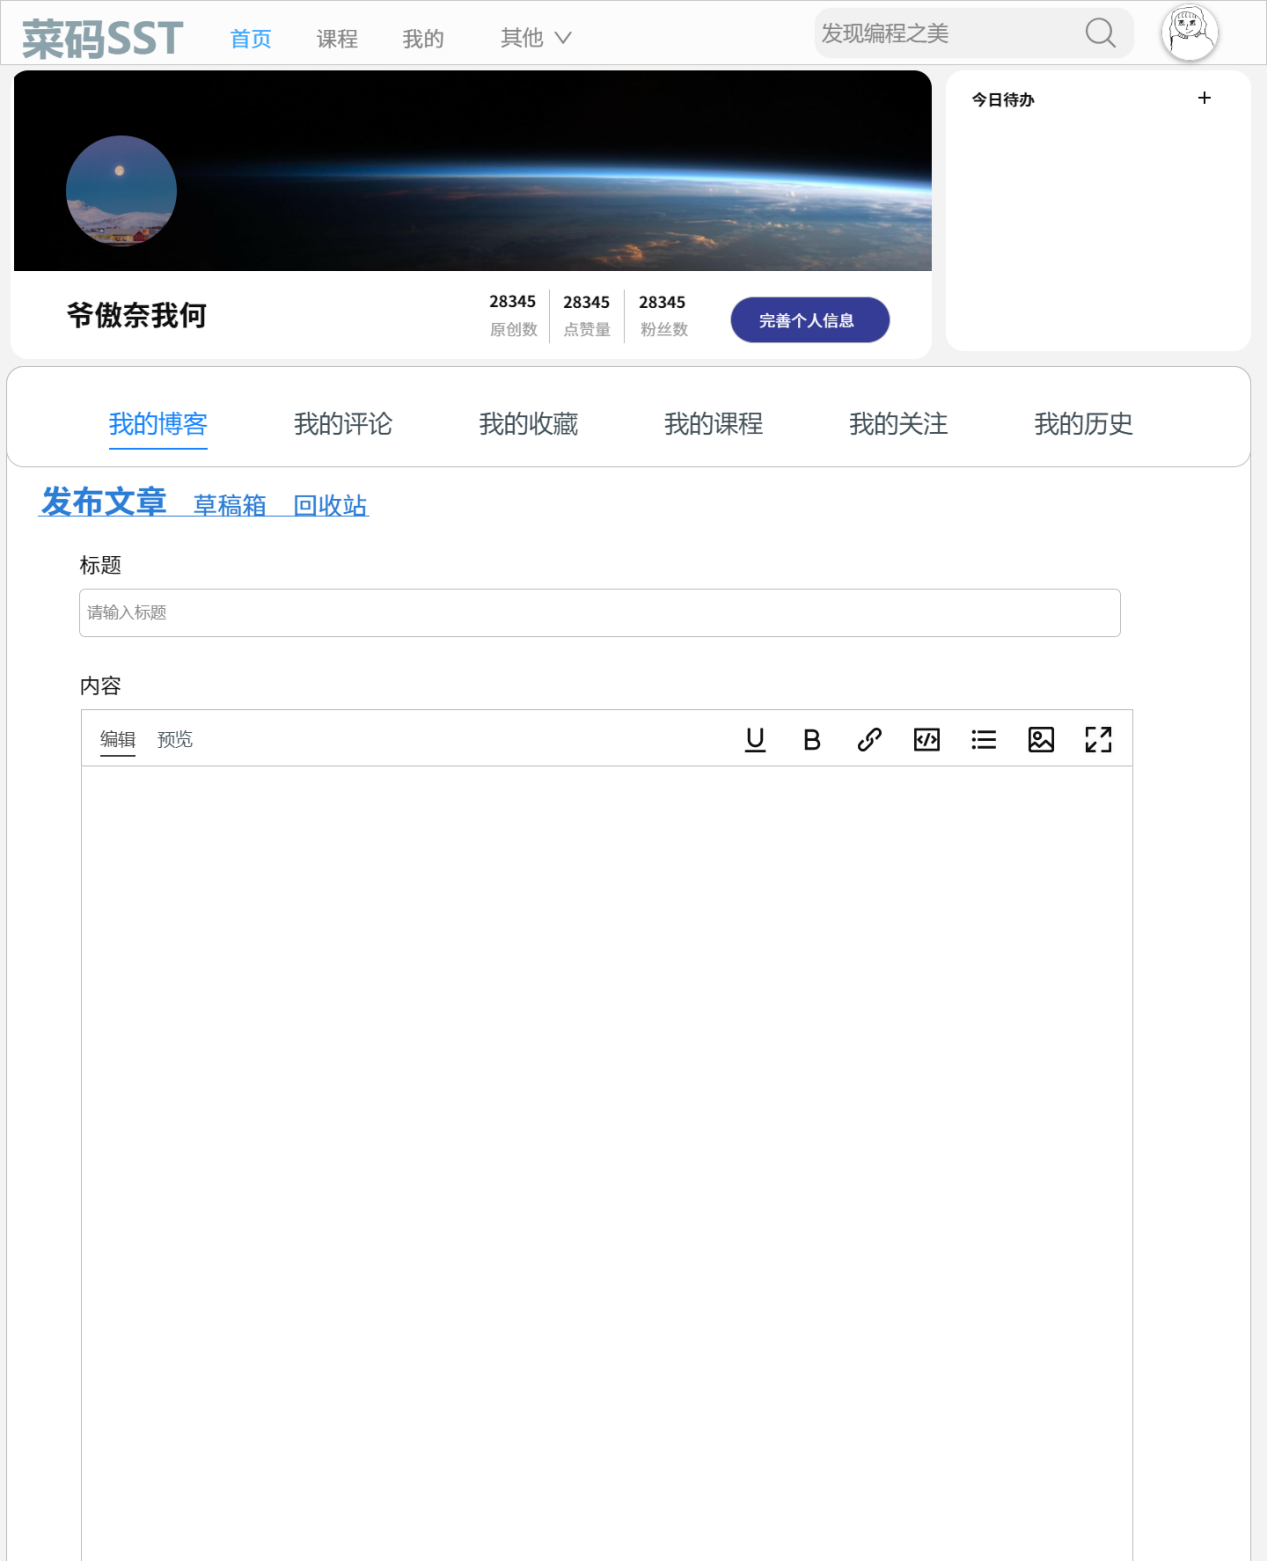 菜码SST 首页 课程 我的 其他 发现编程之美
今日待办 +
爷傲奈我何
28345 28345 28345
原创数 点赞量 粉丝数
完善个人信息
我的博客 我的评论 我的收藏 我的课程 我的关注 我的历史
发布文章 草稿箱 回收站
标题
请输入标题
内容
编辑 预览 U B